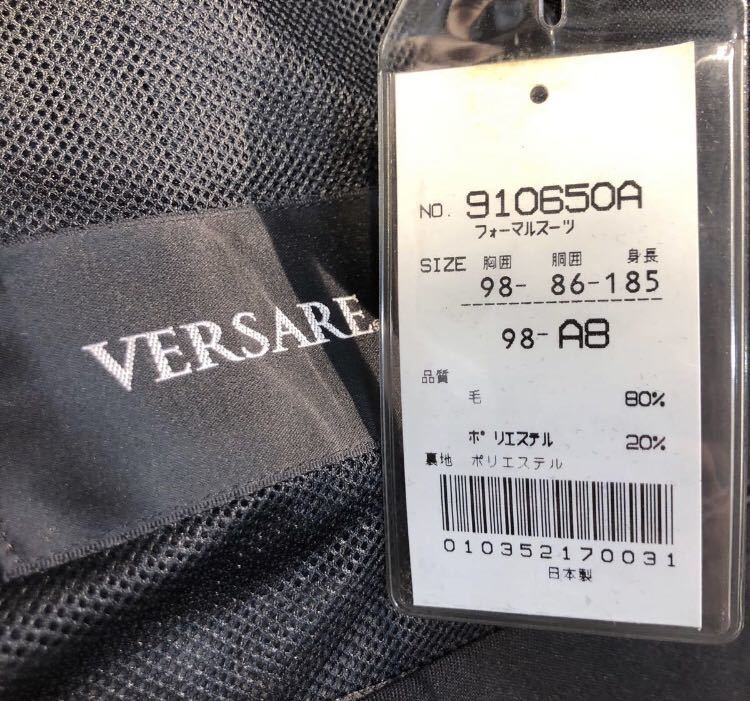 VERSARE
NO. 910650A
フォーマルスーツ
SIZE 胸囲 胴囲 身長
98- 86-185
98-A8
品質
毛 80%
ポリエステル 20%
裏地 ポリエステル
010352170031
日本製